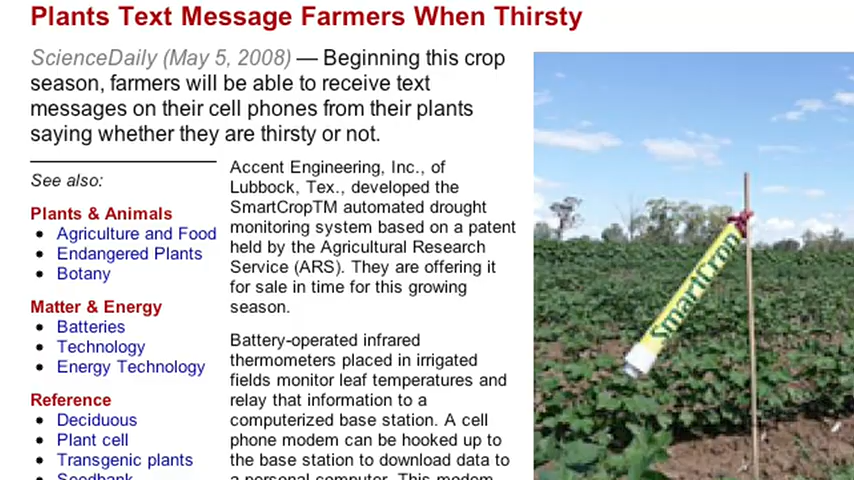 Plants Text Message Farmers When Thirsty
ScienceDaily (May 5, 2008) — Beginning this crop
season, farmers will be able to receive text
messages on their cell phones from their plants
saying whether they are thirsty or not.
See also:
Plants & Animals
• Agriculture and Food
• Endangered Plants
• Botany
Matter & Energy
• Batteries
• Technology
• Energy Technology
Reference
• Deciduous
• Plant cell
• Transgenic plants
• Seedbank
Accent Engineering, Inc., of
Lubbock, Tex., developed the
SmartCropTM automated drought
monitoring system based on a patent
held by the Agricultural Research
Service (ARS). They are offering it
for sale in time for this growing
season.
Battery-operated infrared
thermometers placed in irrigated
fields monitor leaf temperatures and
relay that information to a
computerized base station. A cell
phone modem can be hooked up to
the base station to download data to
a personal computer. This modem
SmartCrop